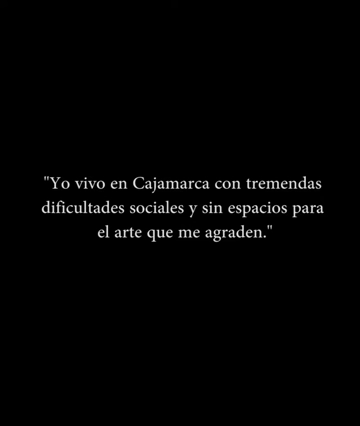 "Yo vivo en Cajamarca con tremendas
dificultades sociales y sin espacios para
el arte que me agraden."